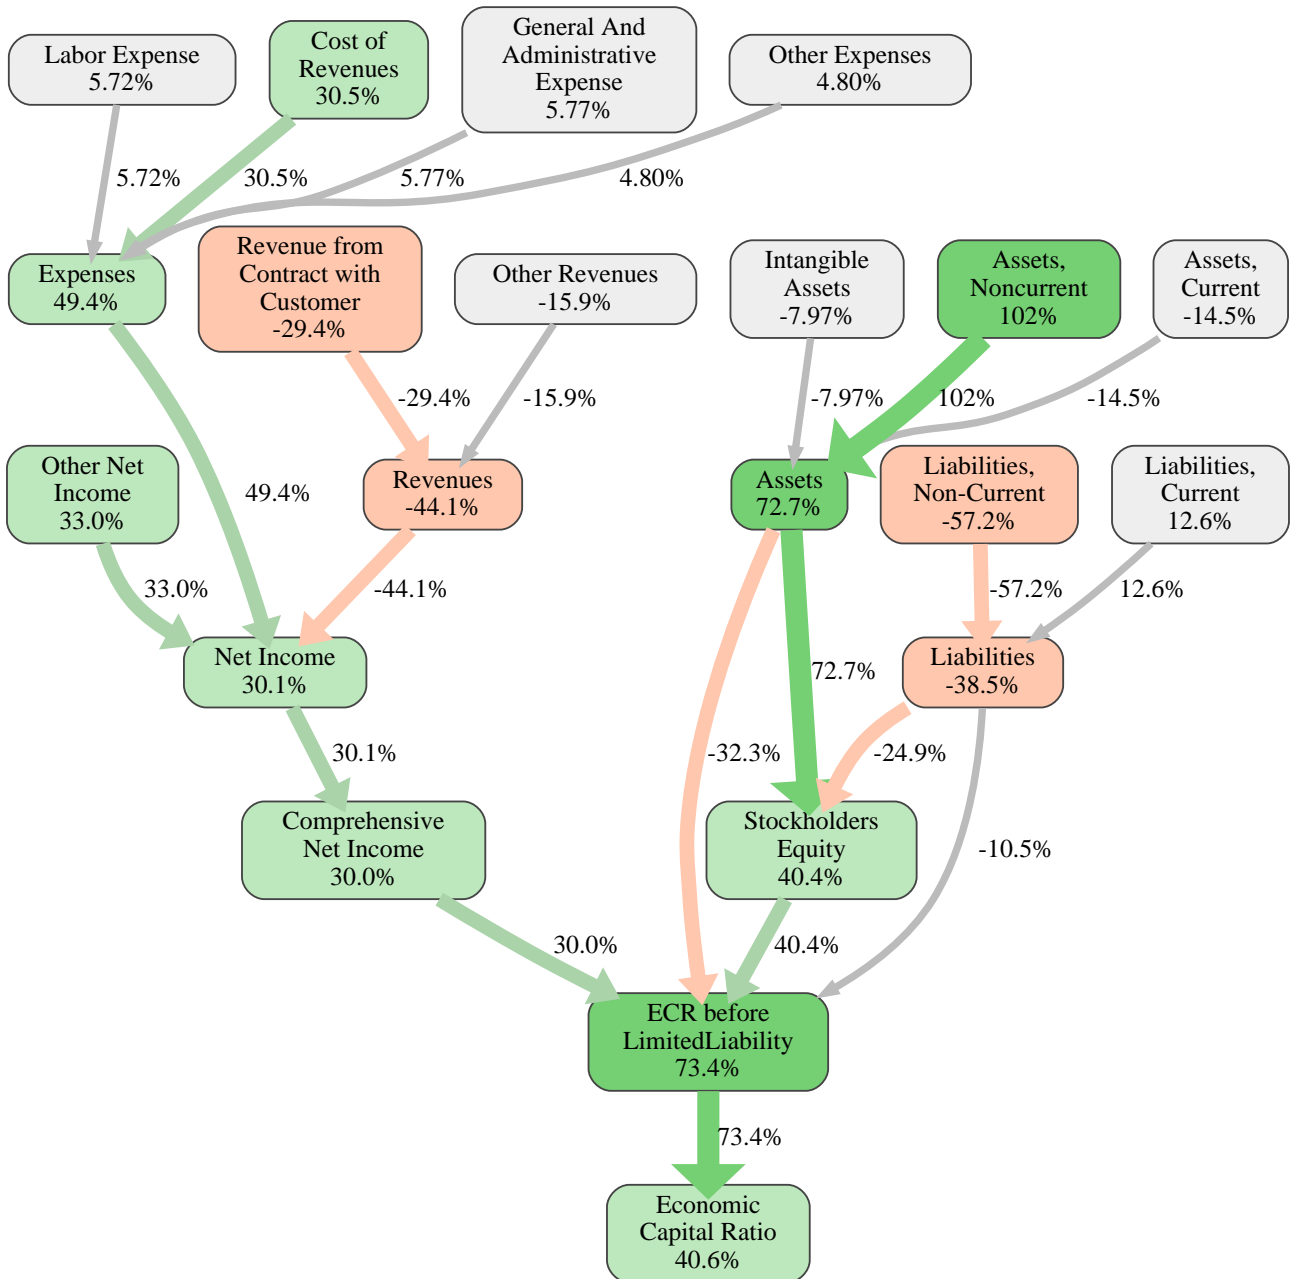 Labor Expense
5.72%
Cost of
Revenues
30.5%
General And
Administrative
Expense
5.77%
Other Expenses
4.80%
5.72%
30.5%
5.77%
4.80%
Expenses
49.4%
Revenue from
Contract with
Customer
-29.4%
Other Revenues
-15.9%
Intangible
Assets
-7.97%
Assets,
Noncurrent
102%
Assets,
Current
-14.5%
-29.4%
-15.9%
-7.97%
102%
-14.5%
Other Net
Income
33.0%
49.4%
Revenues
-44.1%
Assets
72.7%
Liabilities,
Non-Current
-57.2%
Liabilities,
Current
12.6%
33.0%
-44.1%
-57.2%
12.6%
Net Income
30.1%
72.7%
Liabilities
-38.5%
30.1%
-32.3%
-24.9%
Comprehensive
Net Income
30.0%
Stockholders
Equity
40.4%
-10.5%
30.0%
40.4%
ECR before
LimitedLiability
73.4%
73.4%
Economic
Capital Ratio
40.6%